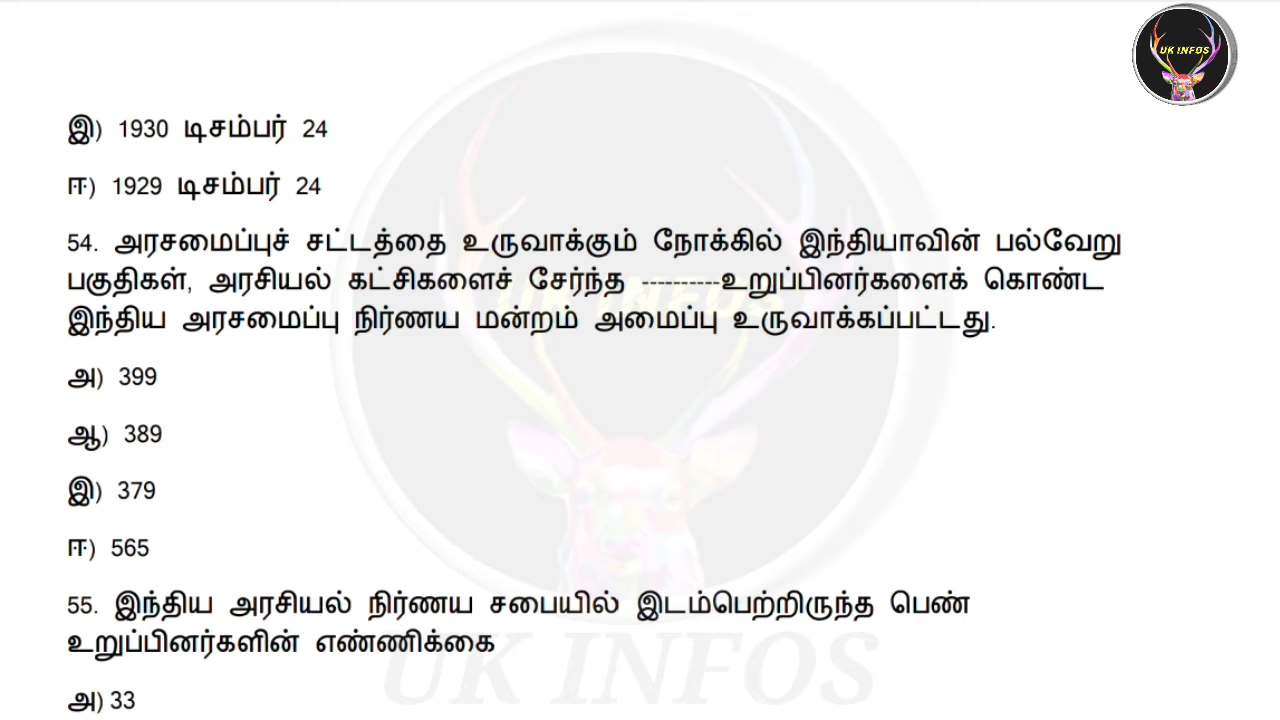 UK INFOS
இ) 1930 டிசம்பர் 24
ஈ) 1929 டிசம்பர் 24
54. அரசமைப்புச் சட்டத்தை உருவாக்கும் நோக்கில் இந்தியாவின் பல்வேறு
பகுதிகள், அரசியல் கட்சிகளைச் சேர்ந்த ----------உறுப்பினர்களைக் கொண்ட
இந்திய அரசமைப்பு நிர்ணய மன்றம் அமைப்பு உருவாக்கப்பட்டது.
அ) 399
ஆ) 389
இ) 379
ஈ) 565
55. இந்திய அரசியல் நிர்ணய சபையில் இடம்பெற்றிருந்த பெண்
உறுப்பினர்களின் எண்ணிக்கை
UK INFOS
அ) 33